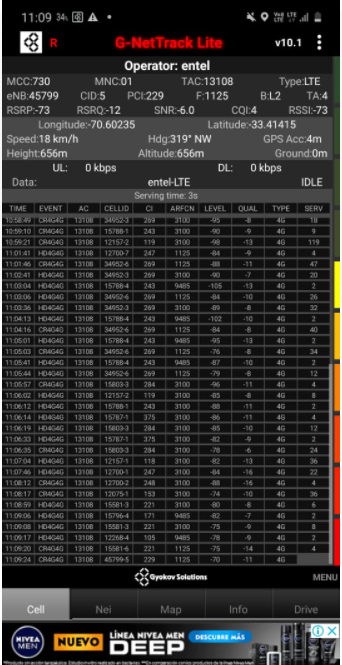 11:09 34%
R G-NetTrack Lite v10.1
Operator: entel
MCC:730 MNC:01 TAC:13108 Type:LTE
eNB:45799 CID:5 PCI:229 F:1125 B:L2 TA:4
RSRP:-73 RSRQ:-12 SNR:-6.0 CQI:4 RSSI:-73
Longitude:-70.60235 Latitude:-33.41415
Speed:18 km/h Hdg:319° NW GPS Acc:4m
Height:656m Altitude:656m Ground:0m
UL: 0 kbps DL: 0 kbps
Data: entel-LTE IDLE
Serving time: 3s
TIME EVENT AC CELLID CI ARFCN LEVEL QUAL TYPE SERV
10:58:49 CR4G4G 13108 34952-3 269 3100 -95 -8 4G 18
10:59:10 CR4G4G 13108 15788-1 243 3100 -90 -9 4G 9
10:59:21 CR4G4G 13108 12157-2 119 3100 -98 -13 4G 119
11:01:41 HD4G4G 13108 12700-7 247 1125 -84 -9 4G 4
11:01:46 CR4G4G 13108 34952-6 269 1125 -88 -11 4G 47
11:02:41 HD4G4G 13108 34952-3 269 3100 -90 -7 4G 20
11:03:04 HD4G4G 13108 15788-4 243 9485 -105 -13 4G 2
11:03:06 HD4G4G 13108 34952-6 269 1125 -84 -10 4G 26
11:03:36 HD4G4G 13108 34952-3 269 3100 -89 -8 4G 32
11:04:13 HD4G4G 13108 15788-4 243 9485 -102 -10 4G 2
11:04:16 CR4G4G 13108 34952-6 269 1125 -84 -8 4G 40
11:05:01 HD4G4G 13108 15788-4 243 9485 -95 -13 4G 2
11:05:03 CR4G4G 13108 34952-6 269 1125 -76 -8 4G 34
11:05:41 HD4G4G 13108 15788-4 243 9485 -87 -10 4G 2
11:05:44 HD4G4G 13108 34952-6 269 1125 -79 -8 4G 12
11:05:57 CR4G4G 13108 15803-3 284 3100 -96 -11 4G 4
11:06:02 HD4G4G 13108 12157-2 119 3100 -85 -8 4G 8
11:06:12 HD4G4G 13108 15788-1 243 3100 -88 -11 4G 2
11:06:14 HD4G4G 13108 15787-1 375 3100 -86 -11 4G 4
11:06:19 HD4G4G 13108 15803-3 284 3100 -85 -10 4G 12
11:06:33 HD4G4G 13108 15787-1 375 3100 -82 -9 4G 2
11:06:35 CR4G4G 13108 15803-3 284 3100 -78 -6 4G 24
11:07:04 HD4G4G 13108 12157-1 118 3100 -82 -13 4G 36
11:07:46 HD4G4G 13108 12700-1 247 3100 -84 -16 4G 22
11:08:12 CR4G4G 13108 12700-2 248 3100 -88 -16 4G 4
11:08:17 CR4G4G 13108 12075-1 153 3100 -74 -10 4G 36
11:08:59 HD4G4G 13108 15581-3 221 3100 -80 -8 4G 6
11:09:06 HD4G4G 13108 15796-4 171 9485 -82 -7 4G 2
11:09:08 HD4G4G 13108 15581-3 221 3100 -75 -9 4G 8
11:09:17 HD4G4G 13108 12268-4 105 9485 -78 -9 4G 2
11:09:20 CR4G4G 13108 15581-6 221 1125 -75 -14 4G 4
11:09:24 CR4G4G 13108 45799-5 229 1125 -70 -11 4G
Gyokov Solutions MENU
Cell Nei Map Info Drive
NIVEA MEN NUEVO LÍNEA NIVEA MEN DEEP DESCUBRE MÁS